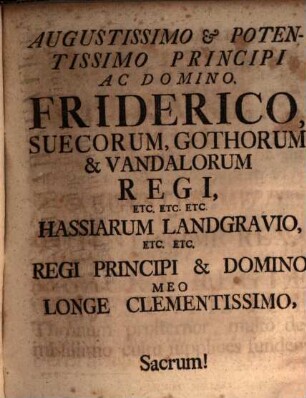 AUGUSTISSIMO & POTEN-
TISSIMO PRINCIPI
AC DOMINO,
FRIDERICO,
SUECORUM, GOTHORUM
& VANDALORUM
REGI,
ETC. ETC. ETC.
HASSIARUM LANDGRAVIO,
ETC. ETC.
REGI PRINCIPI & DOMINO
MEO
LONGE CLEMENTISSIMO,
Sacrum!